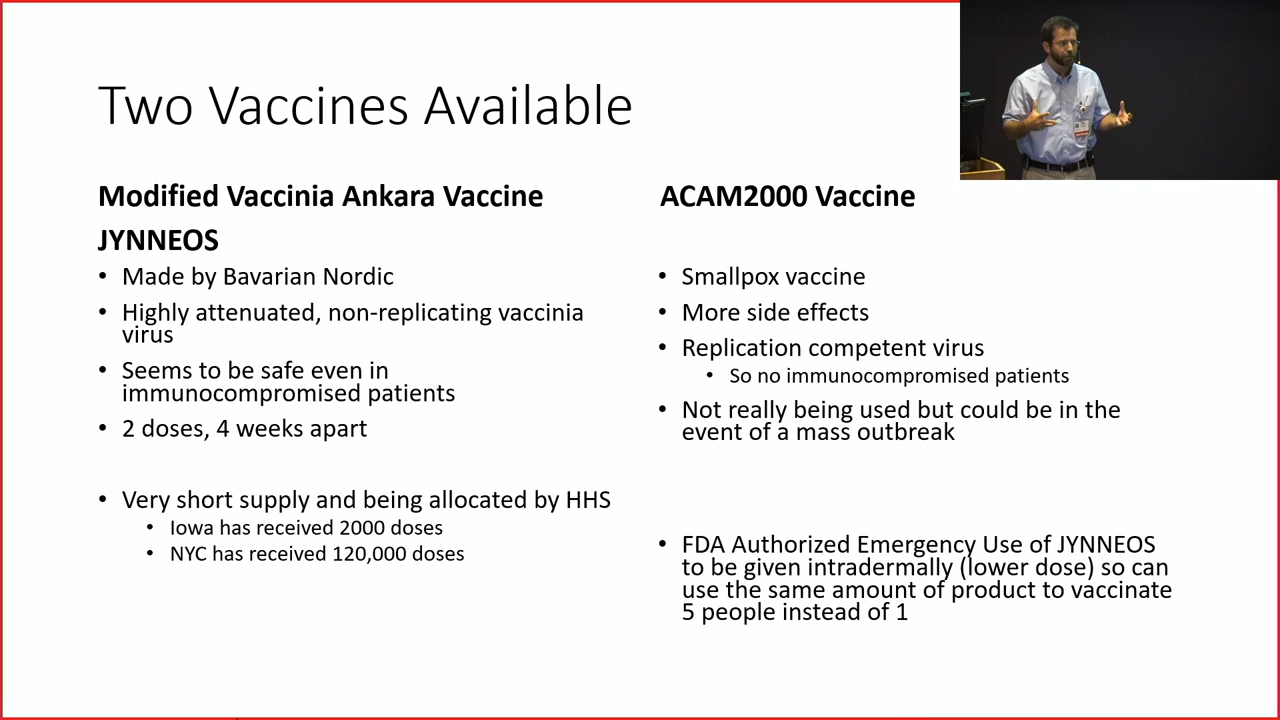 Two Vaccines Available
Modified Vaccinia Ankara Vaccine
JYNNEOS
• Made by Bavarian Nordic
• Highly attenuated, non-replicating vaccinia
virus
• Seems to be safe even in
immunocompromised patients
• 2 doses, 4 weeks apart
• Very short supply and being allocated by HHS
• Iowa has received 2000 doses
• NYC has received 120,000 doses
ACAM2000 Vaccine
• Smallpox vaccine
• More side effects
• Replication competent virus
• So no immunocompromised patients
• Not really being used but could be in the
event of a mass outbreak
• FDA Authorized Emergency Use of JYNNEOS
to be given intradermally (lower dose) so can
use the same amount of product to vaccinate
5 people instead of 1